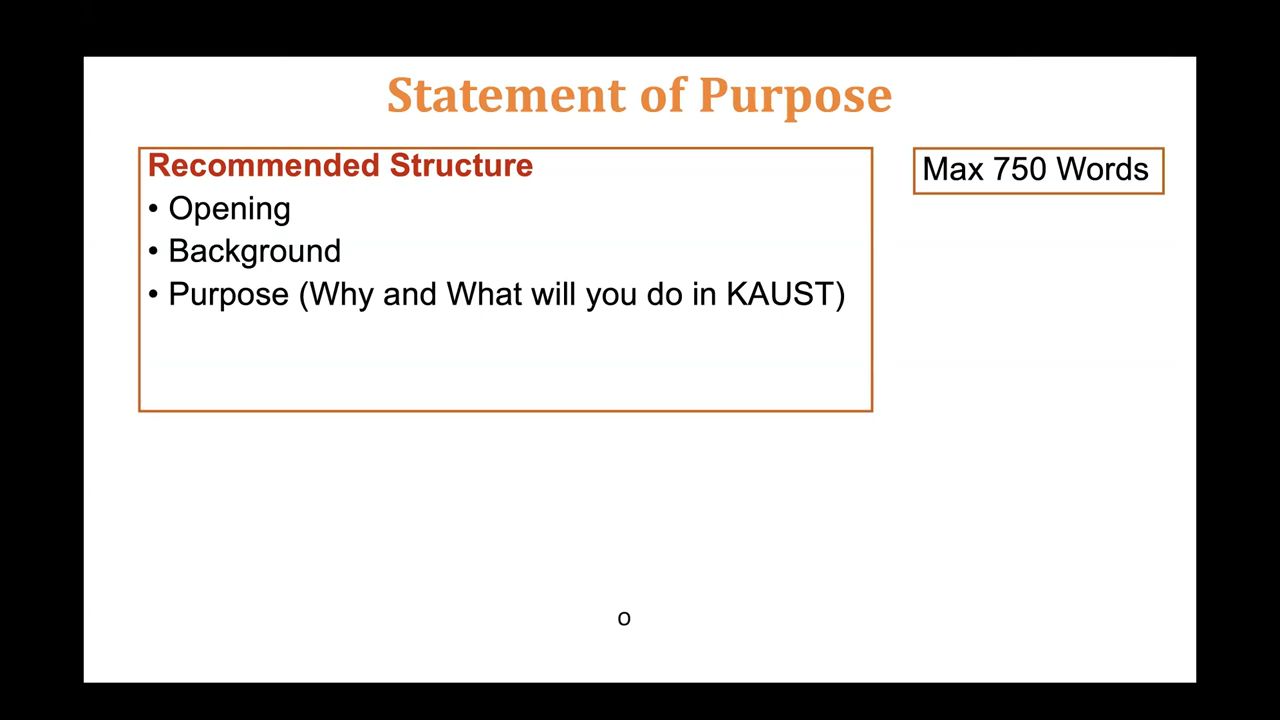 Statement of Purpose
Recommended Structure
• Opening
• Background
• Purpose (Why and What will you do in KAUST)
Max 750 Words
o